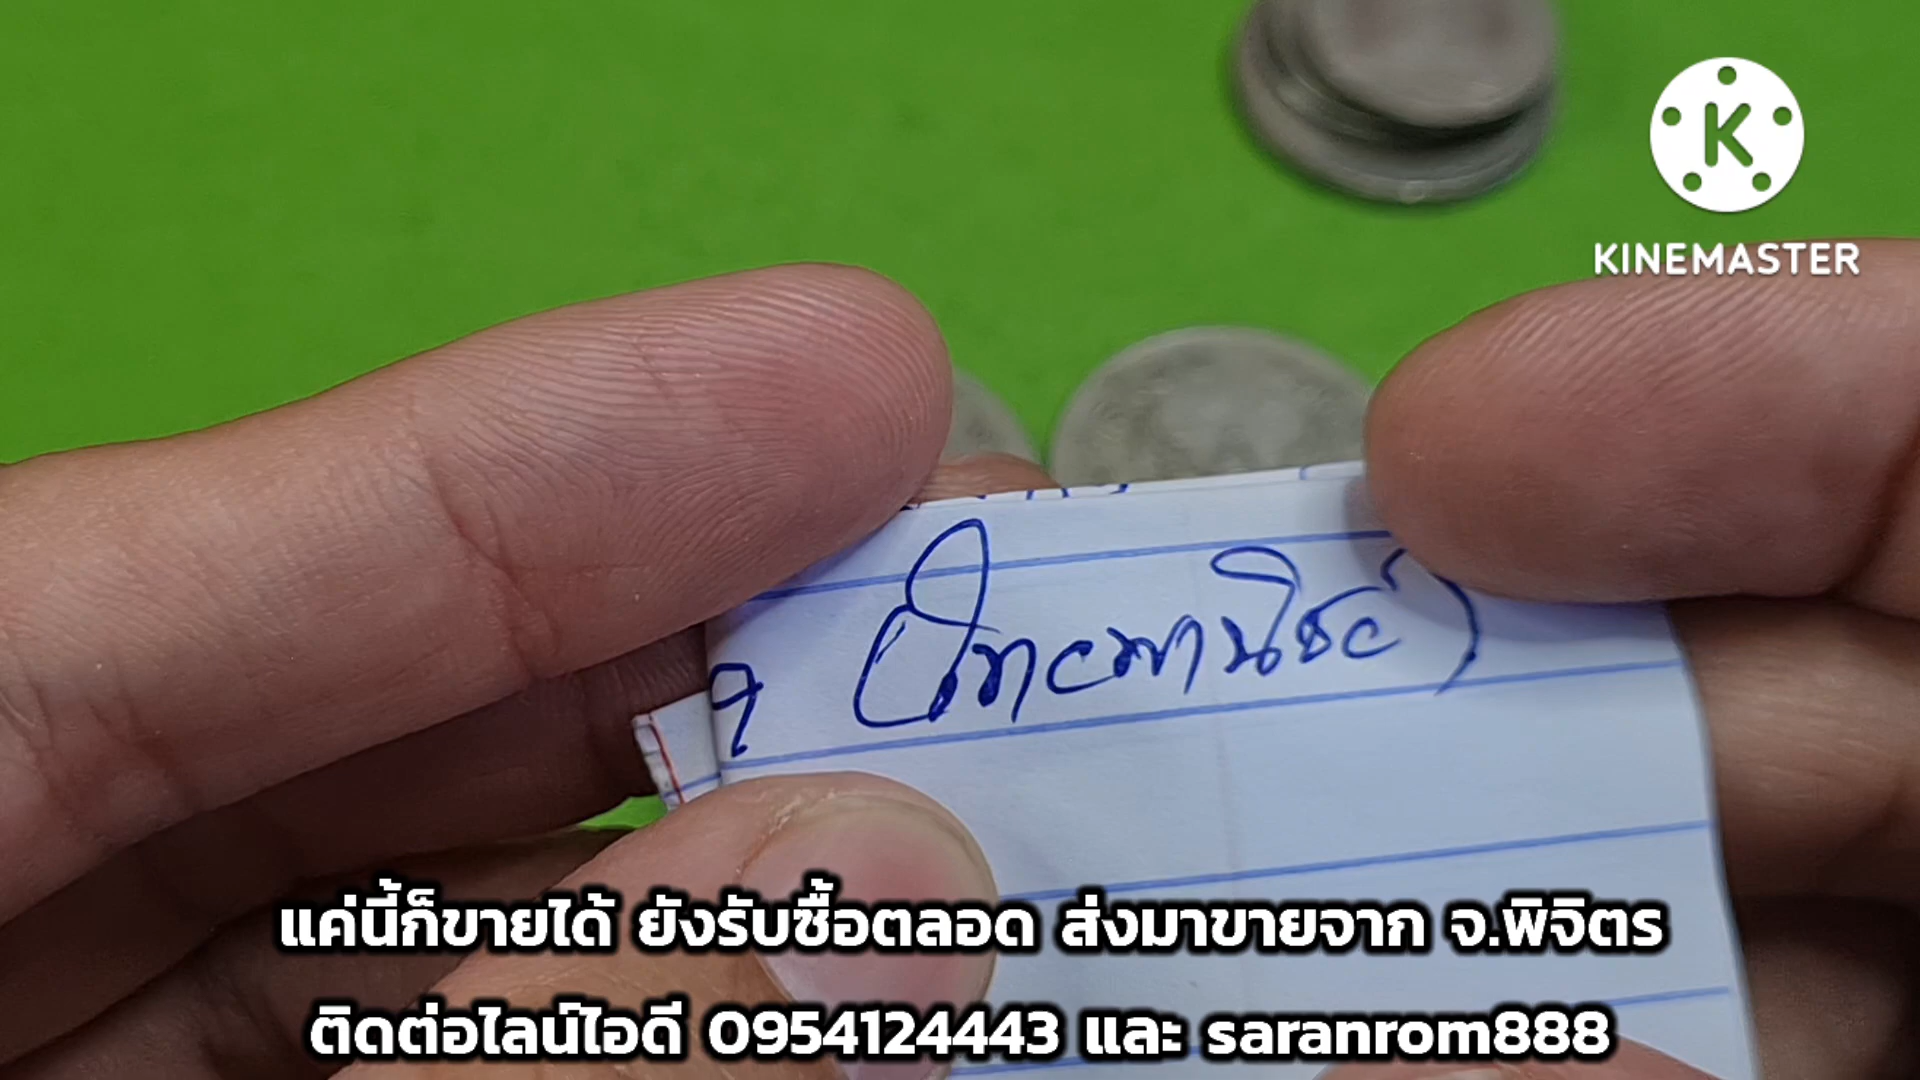 KINEMASTER
แค่นี้ก็ขายได้ ยังรับซื้อตลอด ส่งมาขายจาก จ.พิจิตร
ติดต่อไลน์ไอดี 0954124443 และ saranrom888